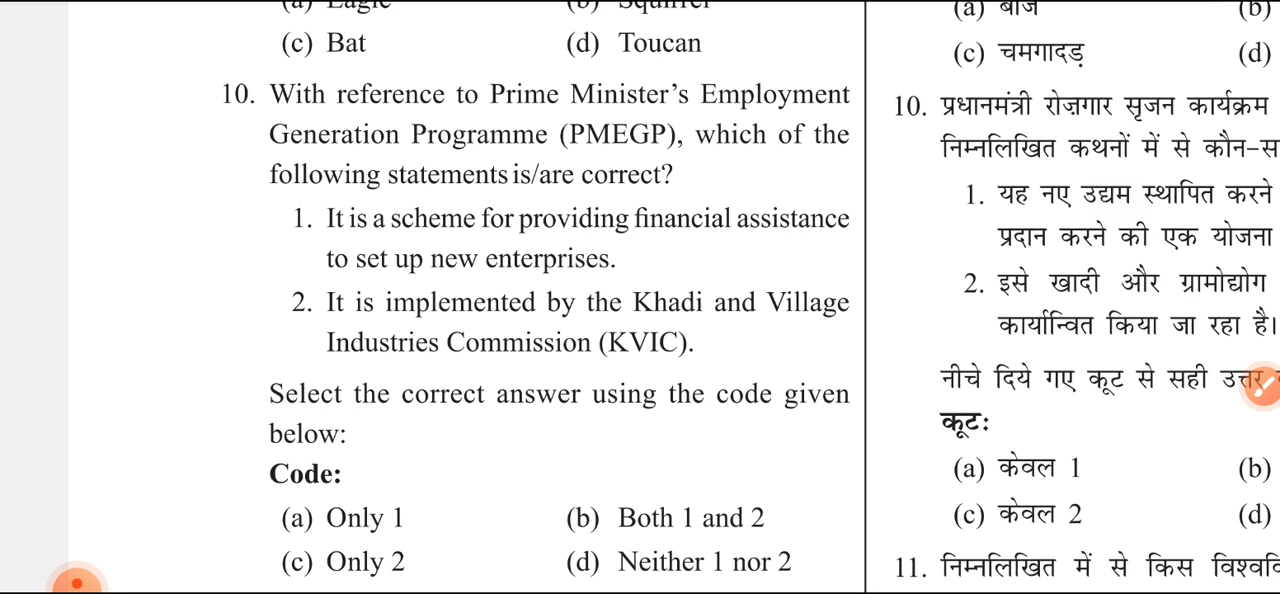 (c) Bat (d) Toucan
10. With reference to Prime Minister's Employment
Generation Programme (PMEGP), which of the
following statements is/are correct?
1. It is a scheme for providing financial assistance
to set up new enterprises.
2. It is implemented by the Khadi and Village
Industries Commission (KVIC).
Select the correct answer using the code given
below:
Code:
(a) Only 1 (b) Both 1 and 2
(c) Only 2 (d) Neither 1 nor 2
(a) बाज (b)
(c) चमगादड़ (d)
10. प्रधानमंत्री रोज़गार सृजन कार्यक्रम
निम्नलिखित कथनों में से
1. यह नए उद्यम स्थापित करने
प्रदान करने की एक योजना
2. इसे खादी और ग्रामोद्योग
कार्यान्वित किया जा रहा है।
नीचे दिये गए कूट से सही उत्तर
कूटः
(a) केवल 1 (b)
(c) केवल 2 (d)
11. निम्नलिखित में से किस